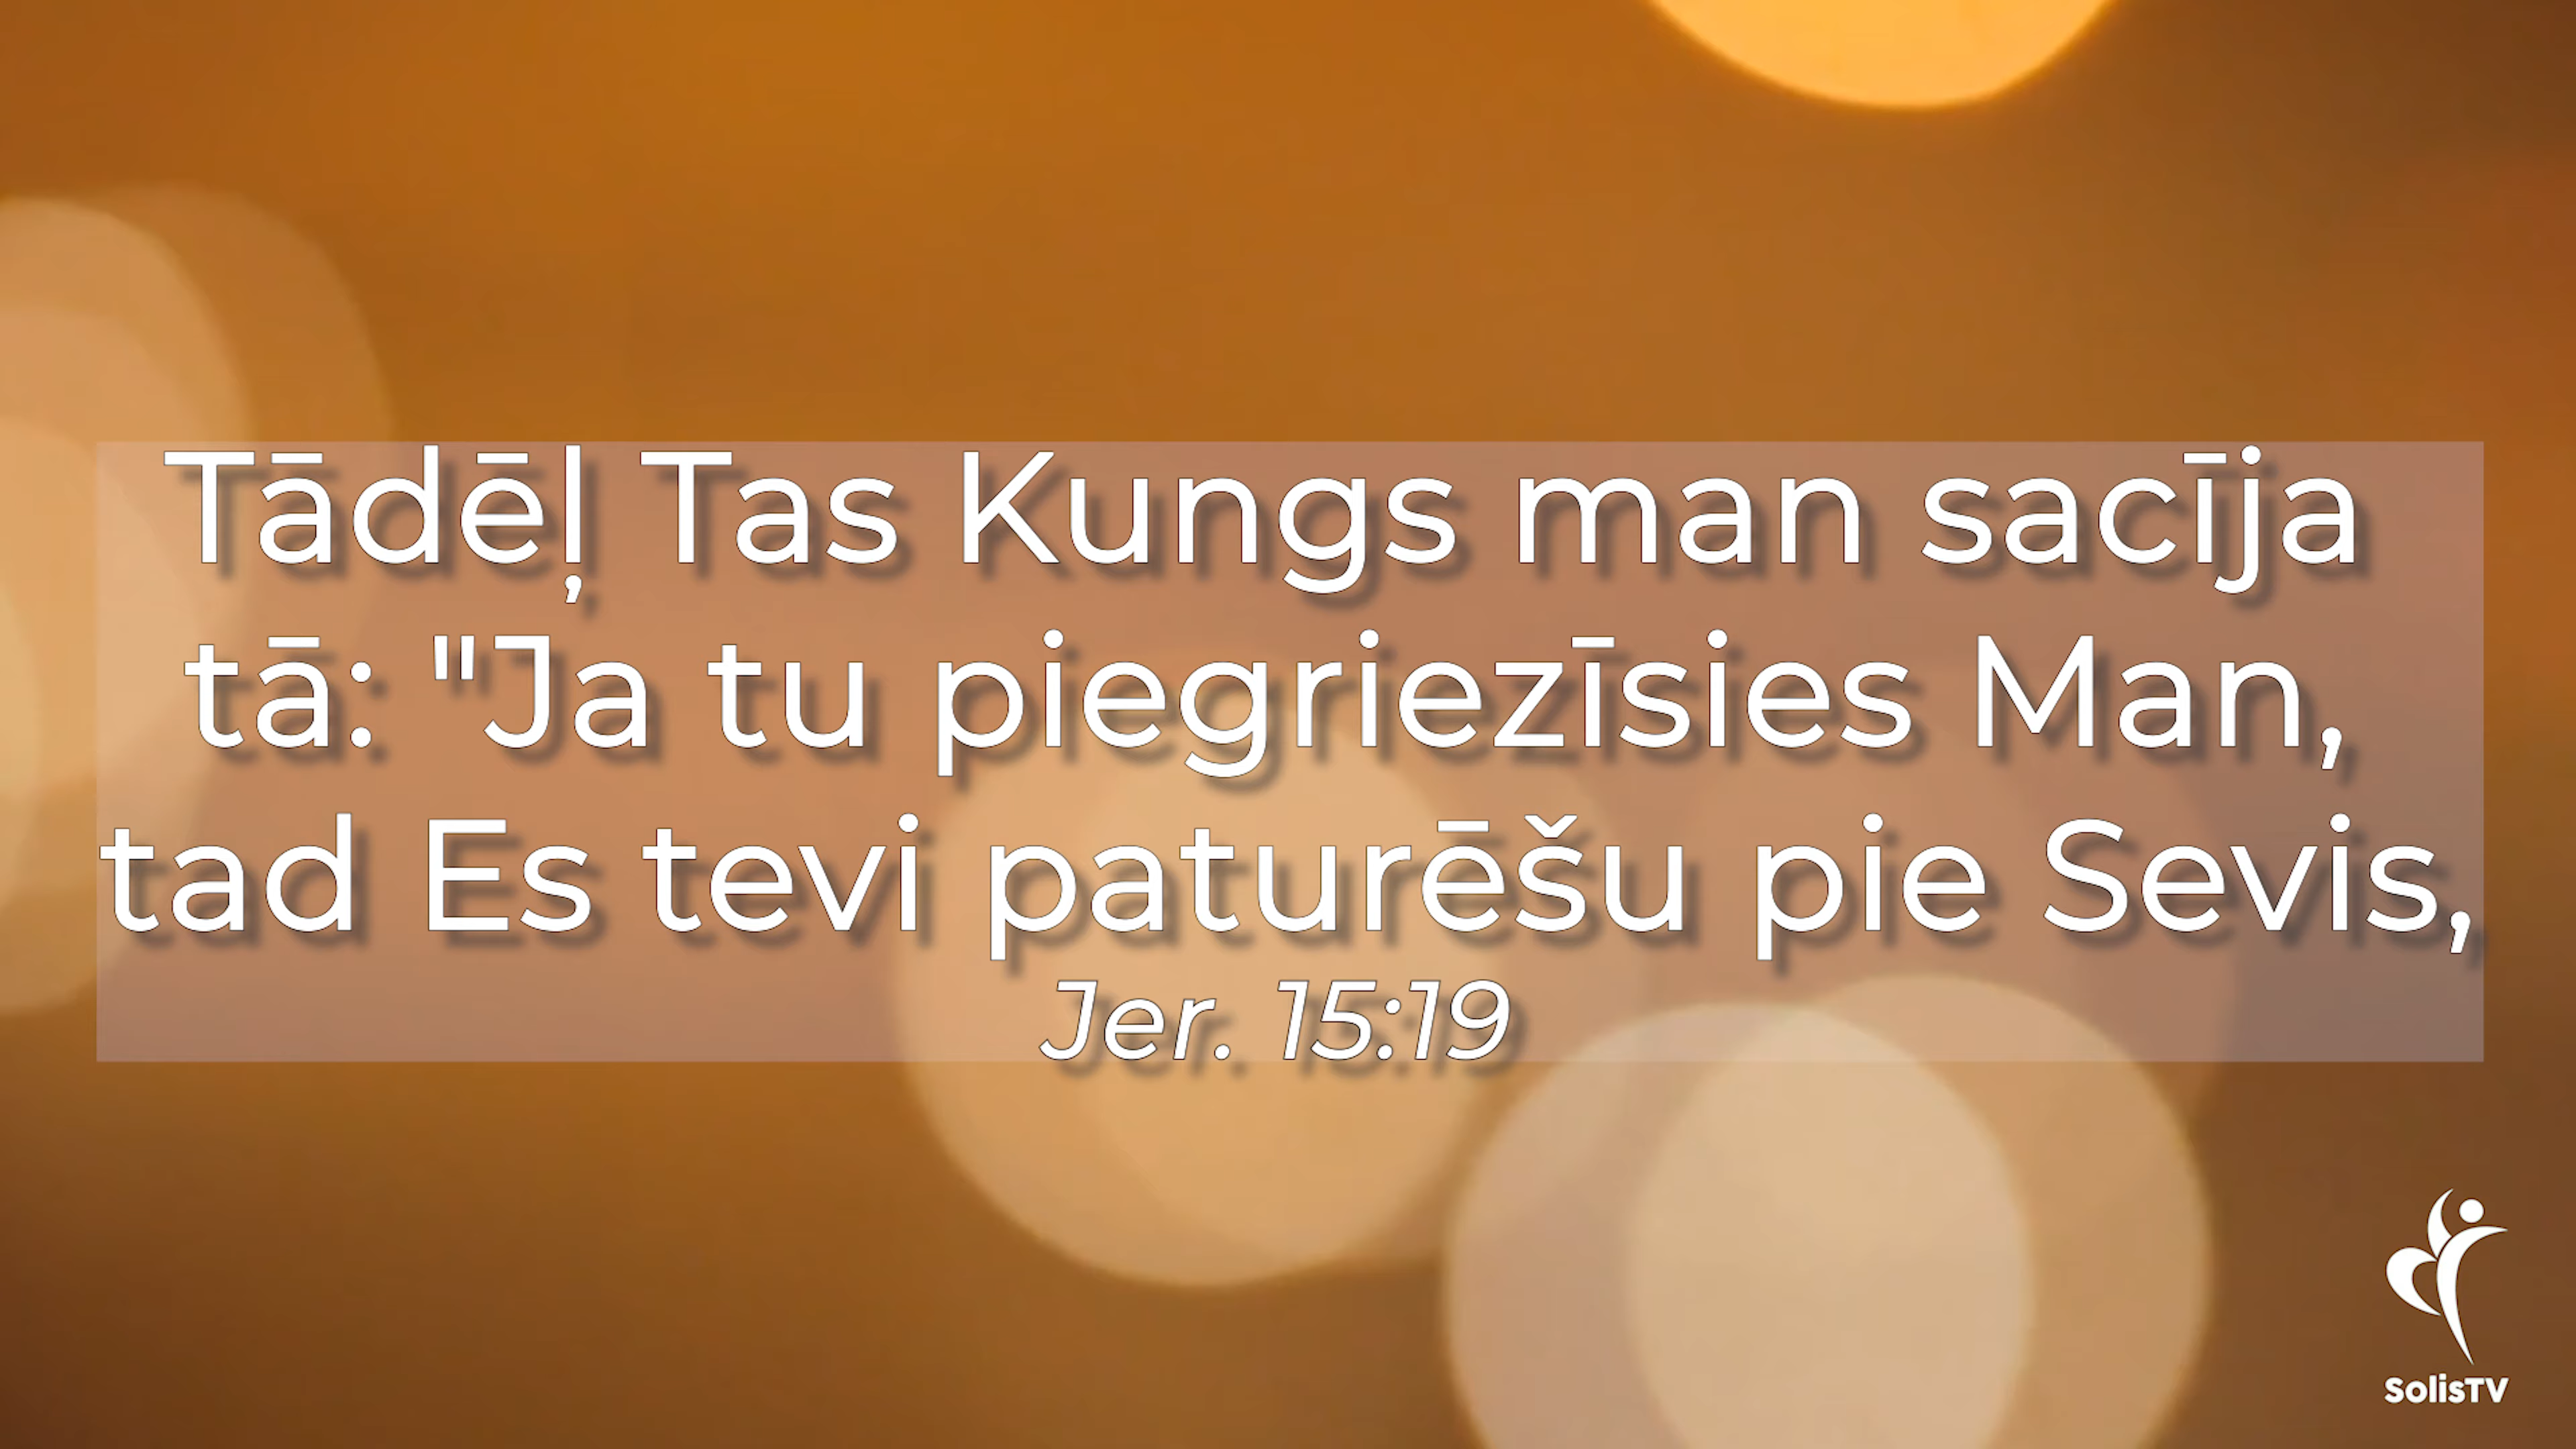 Tādēļ Tas Kungs man sacīja
tā: "Ja tu piegriezīsies Man,
tad Es tevi paturēšu pie Sevis,
Jer. 15:19
SolisTV